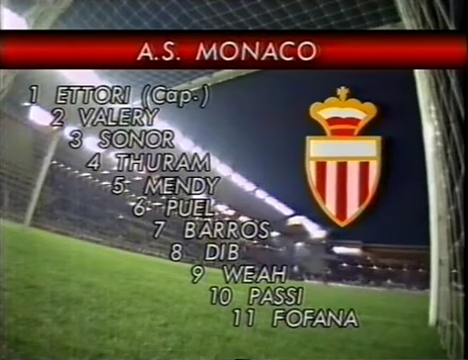 A.S. MONACO
1 ETTORI (Cap.)
2 VALERY
3 SONOR
4 THURAM
5 MENDY
6 PUEL
7 BARROS
8 DIB
9 WEAH
10 PASSI
11 FOFANA